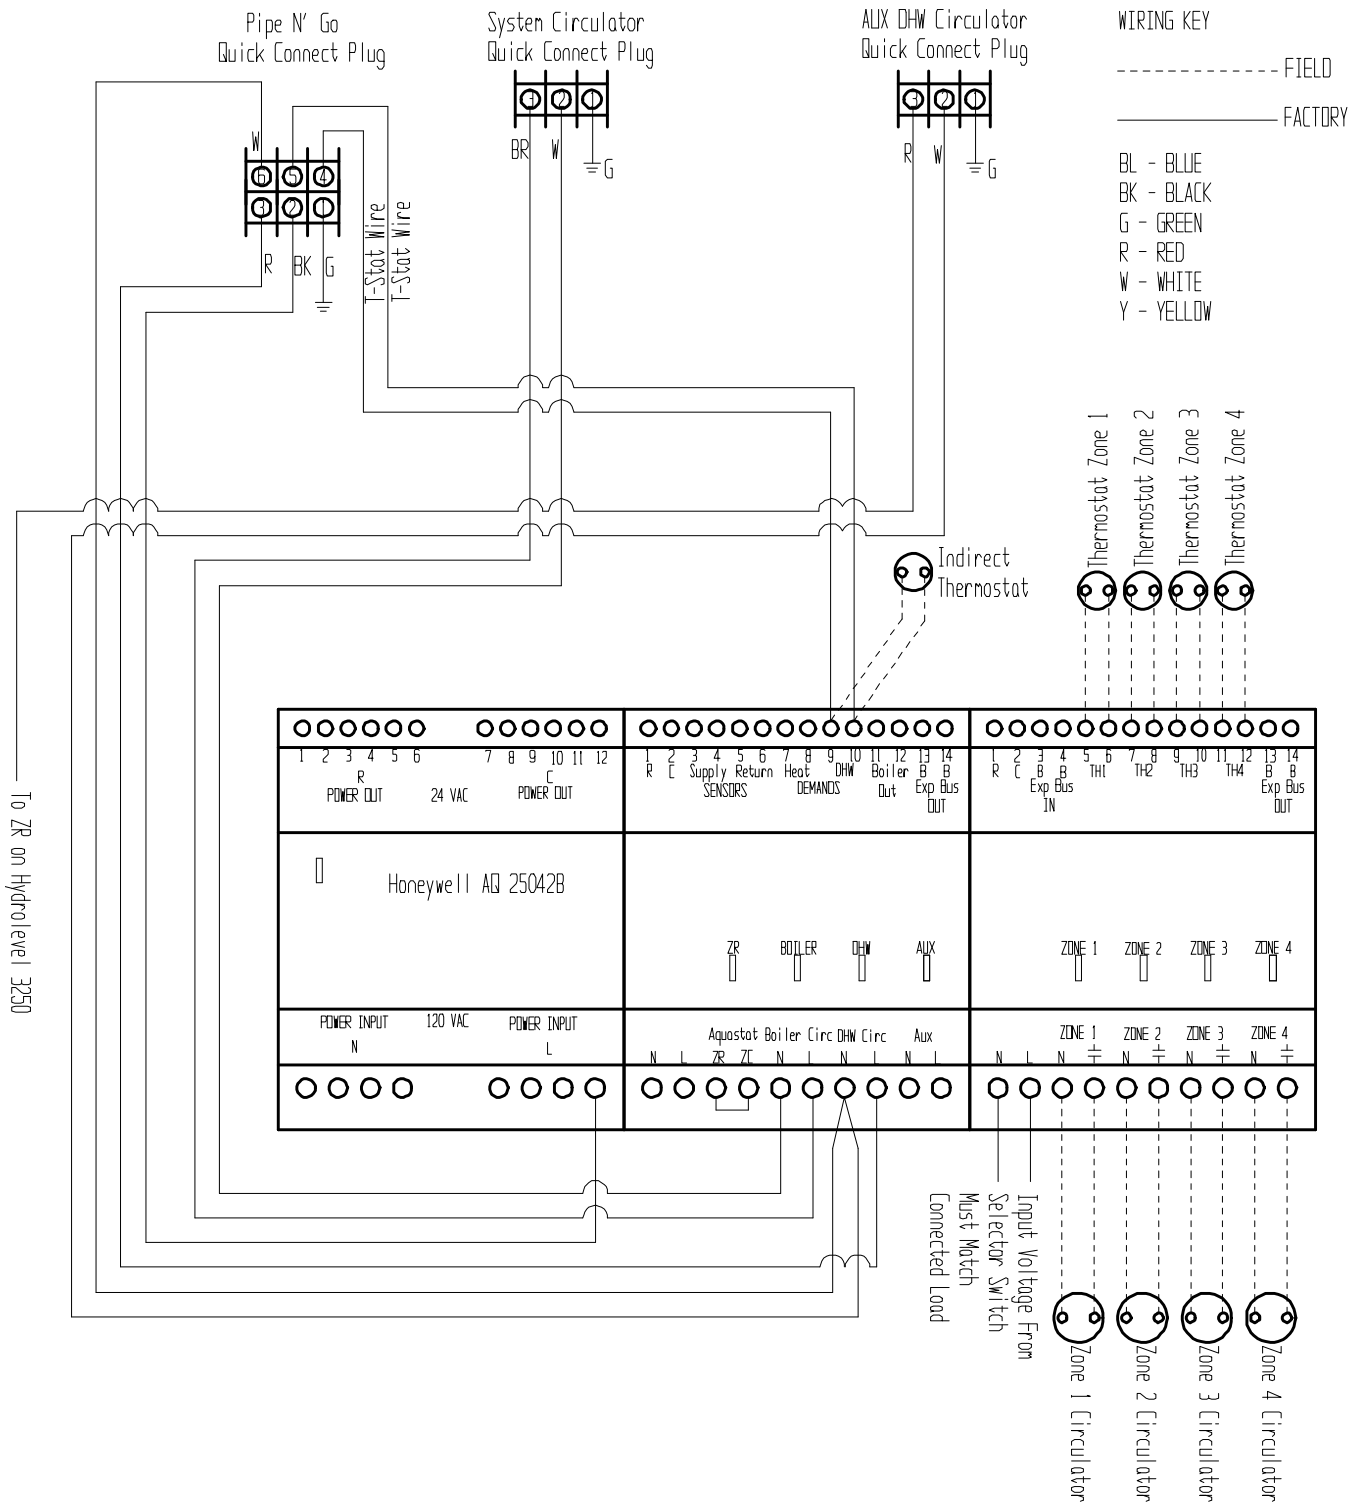 Pipe N' Go
Quick Connect Plug
System Circulator
Quick Connect Plug
AUX DHW Circulator
Quick Connect Plug
WIRING KEY
FIELD
FACTORY
BL - BLUE
BK - BLACK
G - GREEN
R - RED
W - WHITE
Y - YELLOW
W
6 5 4
3 2 1
R BK G
T-Stat Wire
T-Stat Wire
3 2 1
BR W G
3 2 1
R W G
Thermostat Zone 1
Thermostat Zone 2
Thermostat Zone 3
Thermostat Zone 4
Indirect
Thermostat
To ZR on Hydrolevel 3250
1 2 3 4 5 6 7 8 9 10 11 12
R C
POWER OUT 24 VAC POWER OUT
1 2 3 4 5 6 7 8 9 10 11 12 13 14
R C Supply Return Heat DHW Boiler B B
SENSORS DEMANDS Out Exp Bus
OUT
1 2 3 4 5 6 7 8 9 10 11 12 13 14
R C B B TH1 TH2 TH3 TH4 B B
Exp Bus Exp Bus
IN OUT
Honeywell AQ 25042B
ZR BOILER DHW AUX
ZONE 1 ZONE 2 ZONE 3 ZONE 4
POWER INPUT 120 VAC POWER INPUT
N L
Aquastat Boiler Circ DHW Circ Aux
N L ZR ZC N L N L N L
ZONE 1 ZONE 2 ZONE 3 ZONE 4
N L N N N N
Input Voltage From
Selector Switch
Must Match
Connected Load
Zone 1 Circulator
Zone 2 Circulator
Zone 3 Circulator
Zone 4 Circulator